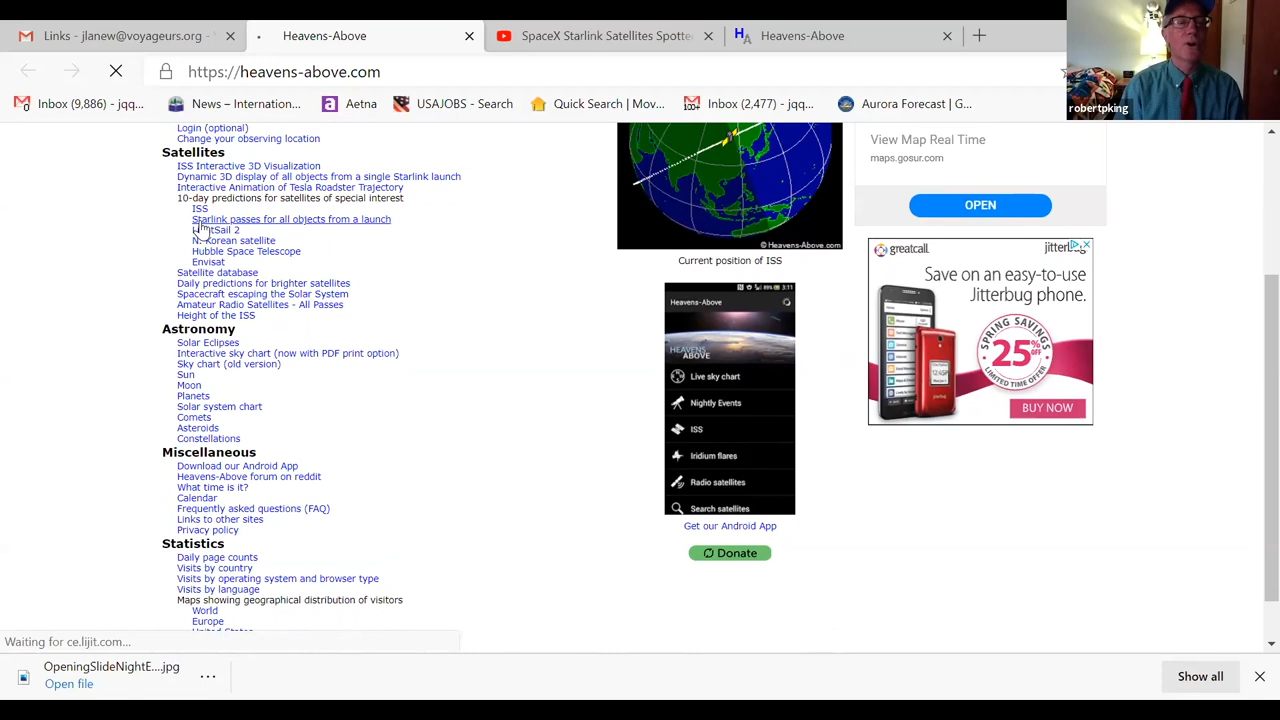 Links - jlanew@voyageurs.org -
Heavens-Above
SpaceX Starlink Satellites Spotte
Heavens-Above
https://heavens-above.com
robertpking
Inbox (9,886) - jqq...
News – Internation...
Aetna
USAJOBS - Search
Quick Search | Mov...
Inbox (2,477) - jqq...
Aurora Forecast | G...
Login (optional)
Change your observing location
Satellites
ISS Interactive 3D Visualization
Dynamic 3D display of all objects from a single Starlink launch
Interactive Animation of Tesla Roadster Trajectory
10-day predictions for satellites of special interest
ISS
Starlink passes for all objects from a launch
Sail 2
N. Korean satellite
Hubble Space Telescope
Envisat
Satellite database
Daily predictions for brighter satellites
Spacecraft escaping the Solar System
Amateur Radio Satellites - All Passes
Height of the ISS
Astronomy
Solar Eclipses
Interactive sky chart (now with PDF print option)
Sky chart (old version)
Sun
Moon
Planets
Solar system chart
Comets
Asteroids
Constellations
Miscellaneous
Download our Android App
Heavens-Above forum on reddit
What time is it?
Calendar
Frequently asked questions (FAQ)
Links to other sites
Privacy policy
Statistics
Daily page counts
Visits by country
Visits by operating system and browser type
Visits by language
Maps showing geographical distribution of visitors
World
Europe
United States
© Heavens-Above.com
Current position of ISS
3:11
Heavens-Above
HEAVENS
ABOVE
Live sky chart
Nightly Events
ISS
Iridium flares
Radio satellites
Search satellites
Get our Android App
Donate
View Map Real Time
maps.gosur.com
OPEN
greatcall
jitterbug
Save on an easy-to-use
Jitterbug phone.
SPRING SAVINGS
25% OFF
LIMITED TIME OFFER
BUY NOW
Waiting for ce.lijit.com...
OpeningSlideNightE....jpg
Open file
Show all